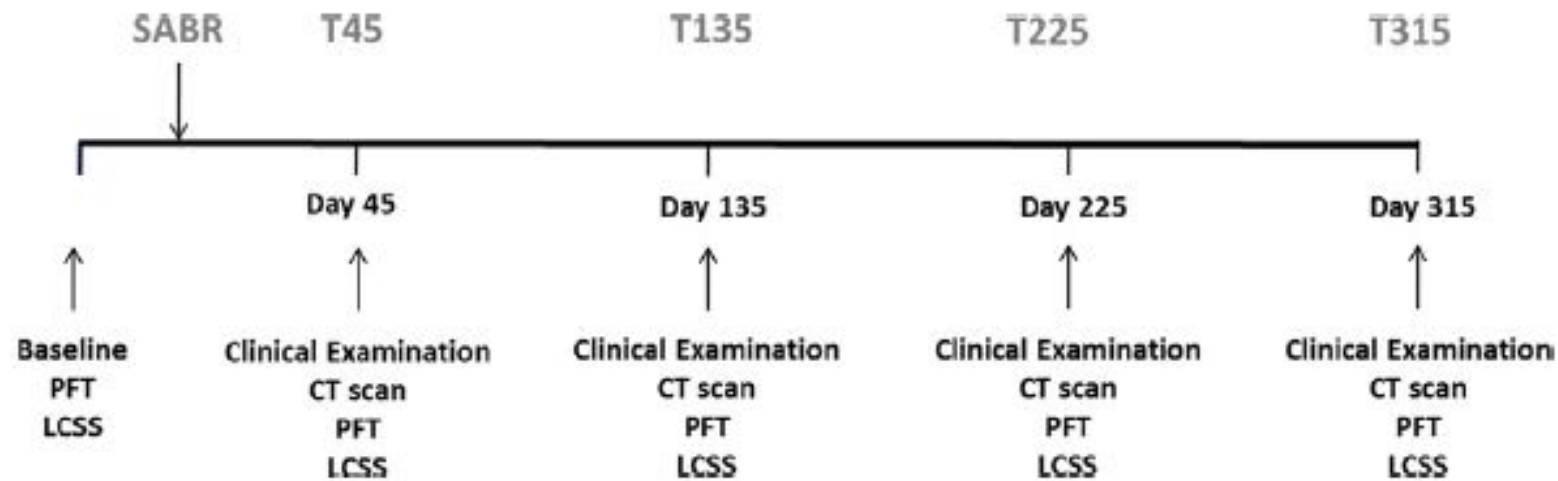 SABR T45 T135 T225 T315
Day 45 Day 135 Day 225 Day 315
Baseline Clinical Examination Clinical Examination Clinical Examination Clinical Examination
PFT CT scan CT scan CT scan CT scan
LCSS PFT PFT PFT PFT
LCSS LCSS LCSS LCSS